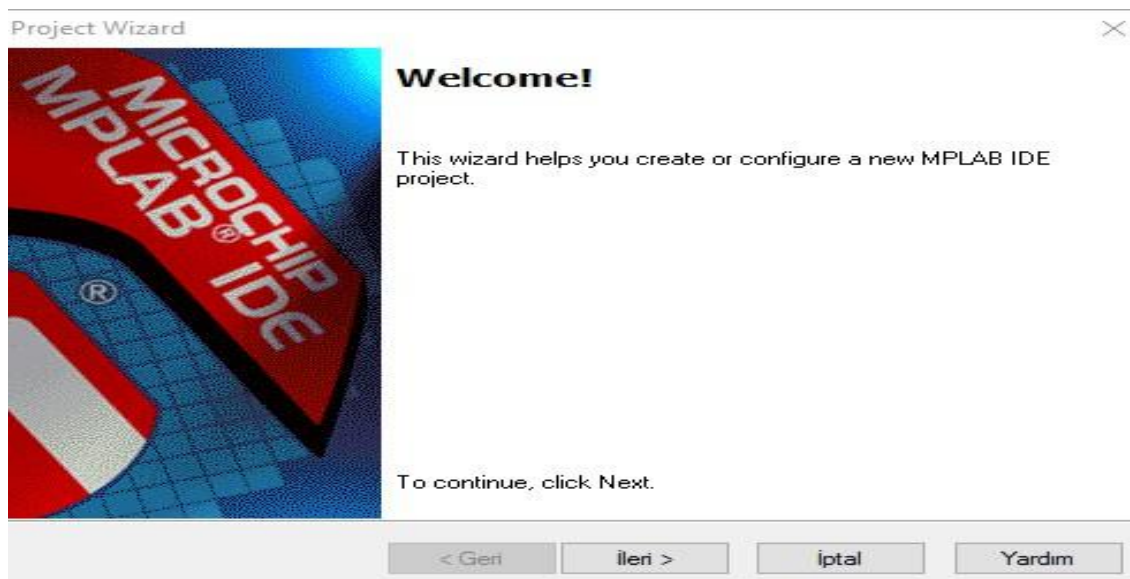 Project Wizard
MICROCHIP
MPLAB® IDE
®
Welcome!
This wizard helps you create or configure a new MPLAB IDE
project.
To continue, click Next.
< Geri
İleri >
İptal
Yardım